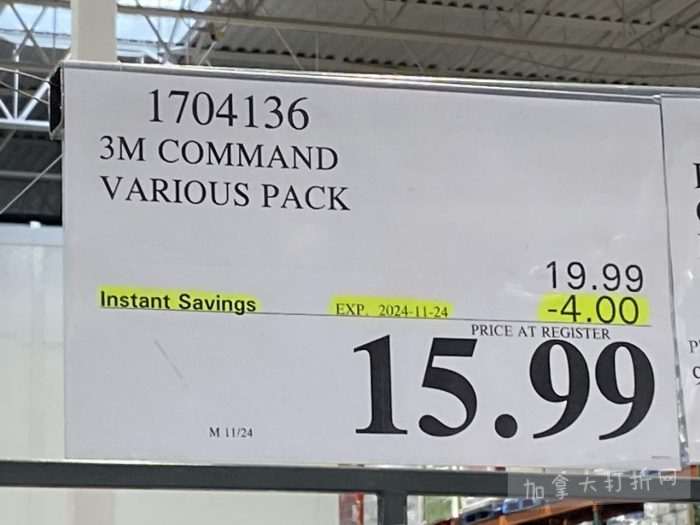 1704136
3M COMMAND
VARIOUS PACK
19.99
Instant Savings EXP. 2024-11-24 -4.00
PRICE AT REGISTER
15.99
M 11/24
加拿大打折网